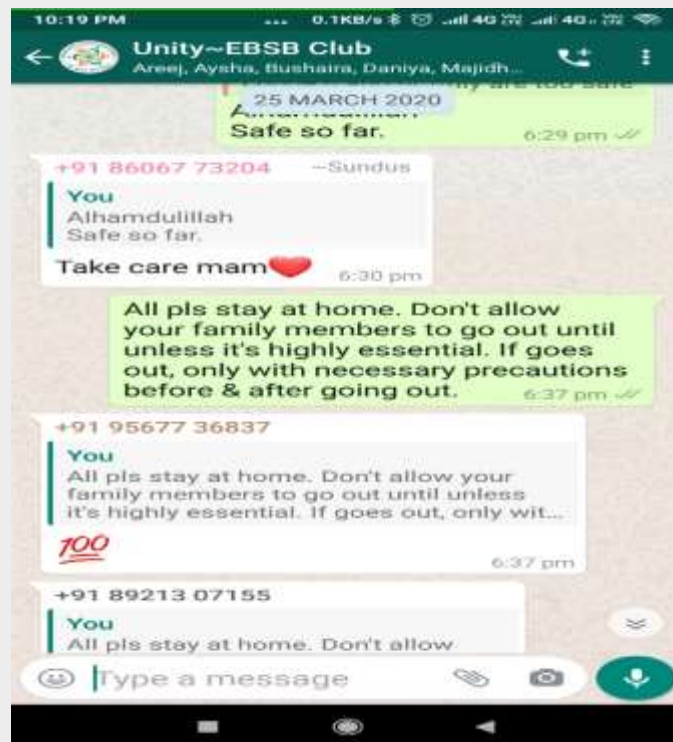 10:19 PM ... 0.1KB/s 4G 4G
Unity~EBSB Club
Areej, Aysha, Bushaira, Daniya, Majidh...
25 MARCH 2020
Safe so far.
6:29 pm
+91 86067 73204 ~Sundus
You
Alhamdulillah
Safe so far.
Take care mam❤
6:30 pm
All pls stay at home. Don't allow
your family members to go out until
unless it's highly essential. If goes
out, only with necessary precautions
before & after going out.
6:37 pm
+91 95677 36837
You
All pls stay at home. Don't allow your
family members to go out until unless
it's highly essential. If goes out, only wit...
💯
6:37 pm
+91 89213 07155
You
All pls stay at home. Don't allow
Type a message